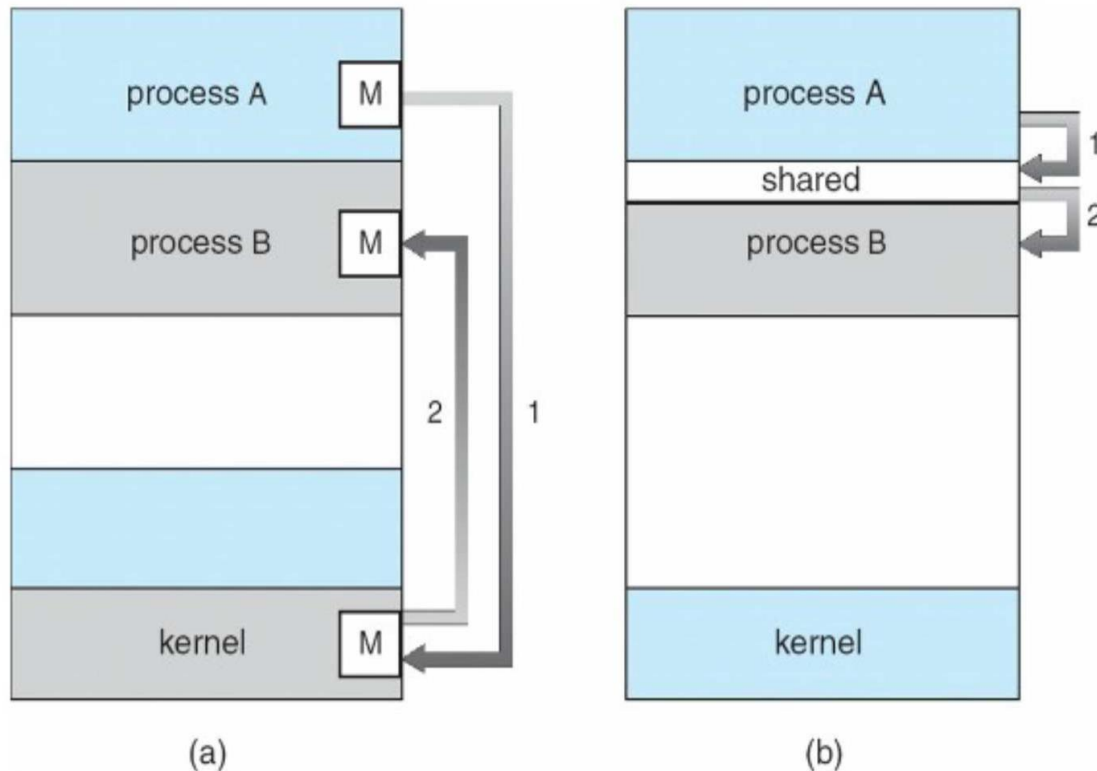 process A
M
process B
M
2
1
kernel
M
(a)
process A
1
shared
2
process B
kernel
(b)